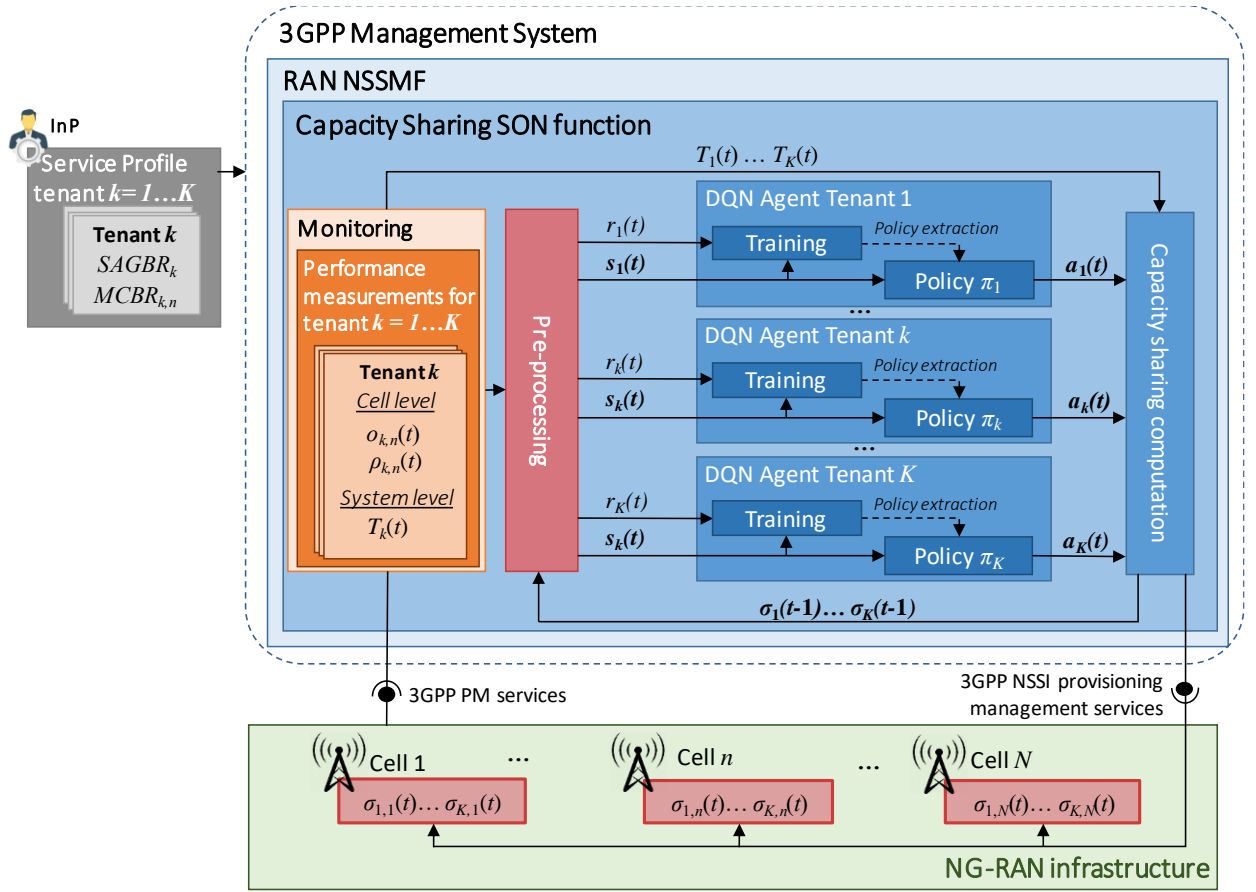 3GPP Management System
RAN NSSMF
Capacity Sharing SON function
InP
Service Profile
tenant k= 1…K
Tenant k
SAGBRk
MCBRk,n
T1(t) … TK(t)
Monitoring
Performance
measurements for
tenant k = 1…K
Tenant k
Cell level
ok,n(t)
ρk,n(t)
System level
Tk(t)
Pre-processing
r1(t)
s1(t)
DQN Agent Tenant 1
Training
Policy extraction
Policy π1
a1(t)
...
rk(t)
sk(t)
DQN Agent Tenant k
Training
Policy extraction
Policy πk
ak(t)
...
rK(t)
sk(t)
DQN Agent Tenant K
Training
Policy extraction
Policy πK
aK(t)
Capacity sharing computation
σ1(t-1)… σK(t-1)
3GPP PM services
3GPP NSSI provisioning
management services
Cell 1
...
Cell n
...
Cell N
σ1,1(t)… σK,1(t)
σ1,n(t)… σK,n(t)
σ1,N(t)… σK,N(t)
NG-RAN infrastructure